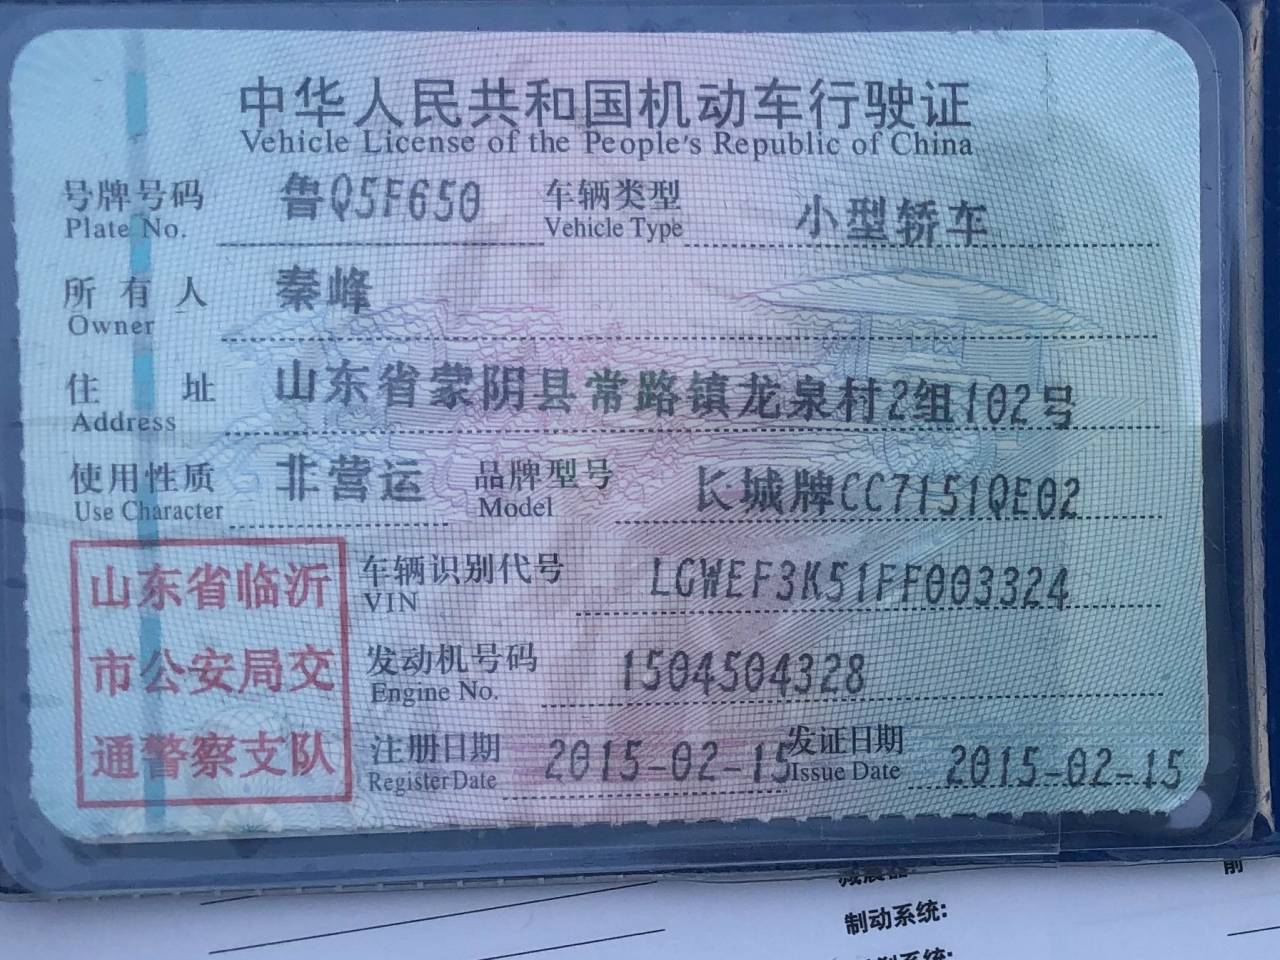 中华人民共和国机动车行驶证
Vehicle License of the People's Republic of China
号牌号码 鲁Q5F650 车辆类型 小型轿车
Plate No. Vehicle Type
所有人 秦峰
Owner
住址 山东省蒙阴县常路镇龙泉村2组102号
Address
使用性质 非营运 品牌型号 长城牌CC7151QE02
Use Character Model
车辆识别代号 LGWEF3K51FF003324
VIN
发动机号码 1504504328
Engine No.
注册日期 2015-02-15 发证日期 2015-02-15
Register Date Issue Date
山东省临沂
市公安局交
通警察支队
减震器:
前
制动系统:
系统: